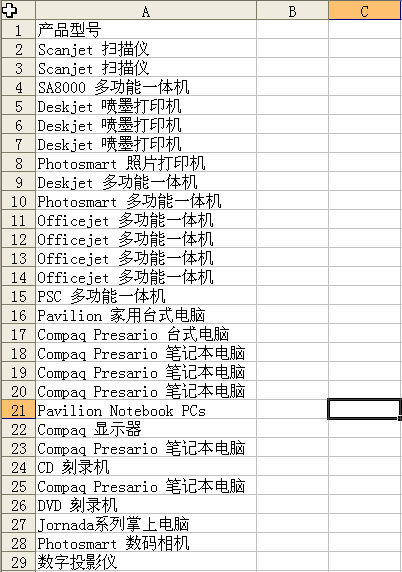 A B C
1 产品型号
2 Scanjet 扫描仪
3 Scanjet 扫描仪
4 SA8000 多功能一体机
5 Deskjet 喷墨打印机
6 Deskjet 喷墨打印机
7 Deskjet 喷墨打印机
8 Photosmart 照片打印机
9 Deskjet 多功能一体机
10 Photosmart 多功能一体机
11 Officejet 多功能一体机
12 Officejet 多功能一体机
13 Officejet 多功能一体机
14 Officejet 多功能一体机
15 PSC 多功能一体机
16 Pavilion 家用台式电脑
17 Compaq Presario 台式电脑
18 Compaq Presario 笔记本电脑
19 Compaq Presario 笔记本电脑
20 Compaq Presario 笔记本电脑
21 Pavilion Notebook PCs
22 Compaq 显示器
23 Compaq Presario 笔记本电脑
24 CD 刻录机
25 Compaq Presario 笔记本电脑
26 DVD 刻录机
27 Jornada系列掌上电脑
28 Photosmart 数码相机
29 数字投影仪